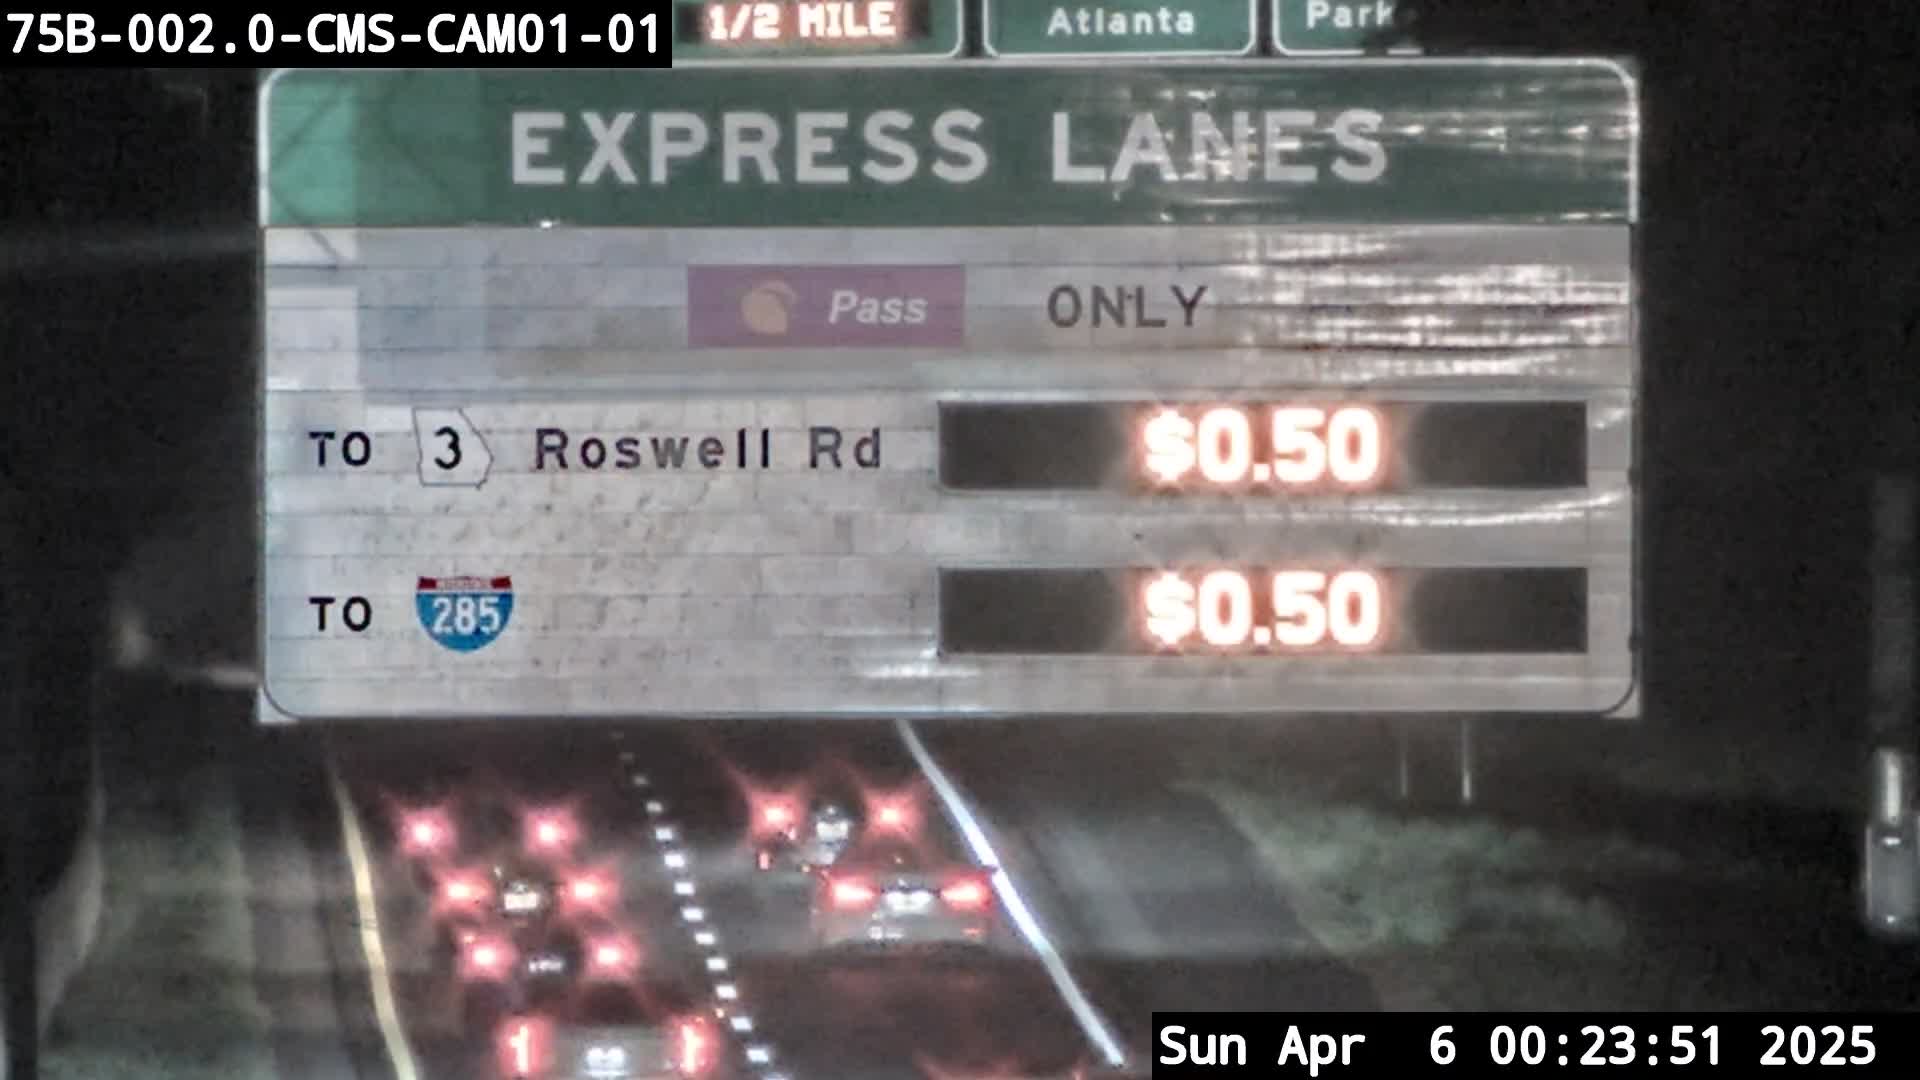 75B-002.0-CMS-CAM01-01
1/2 MILE
Atlanta
Park
EXPRESS LANES
Pass ONLY
TO 3 Roswell Rd $0.50
TO INTERSTATE 285 $0.50
Sun Apr 6 00:23:51 2025